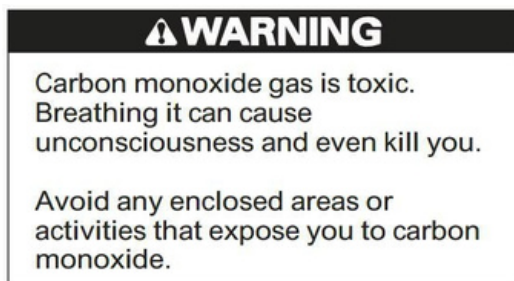 WARNING
Carbon monoxide gas is toxic.
Breathing it can cause
unconsciousness and even kill you.
Avoid any enclosed areas or
activities that expose you to carbon
monoxide.